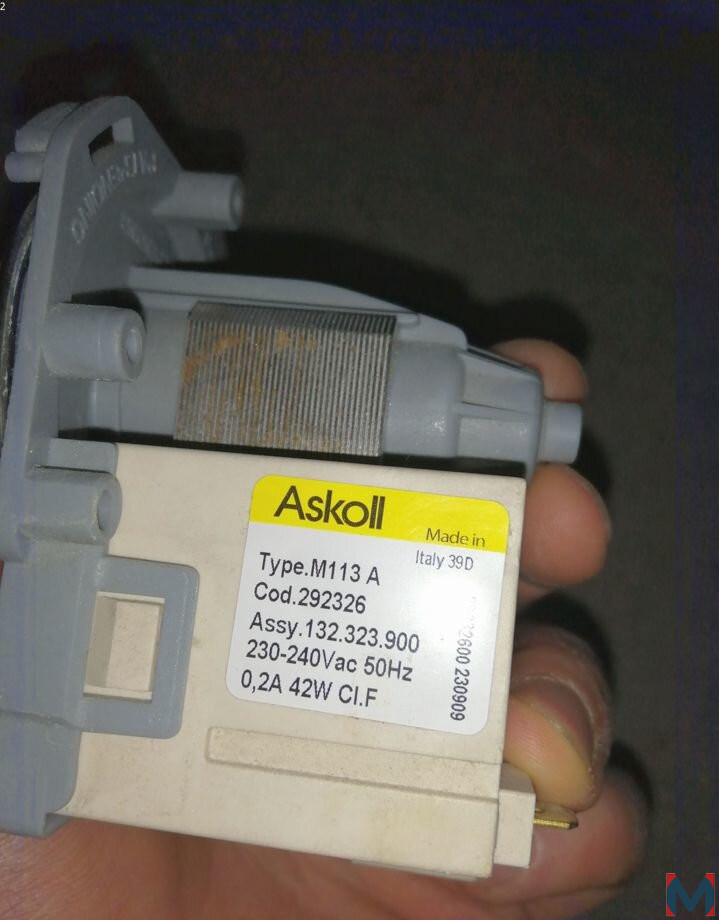 2
Askoll
Made in
Italy 39D
Type.M113 A
Cod.292326
Assy.132.323.900
230-240Vac 50Hz
0,2A 42W Cl.F
230909
M